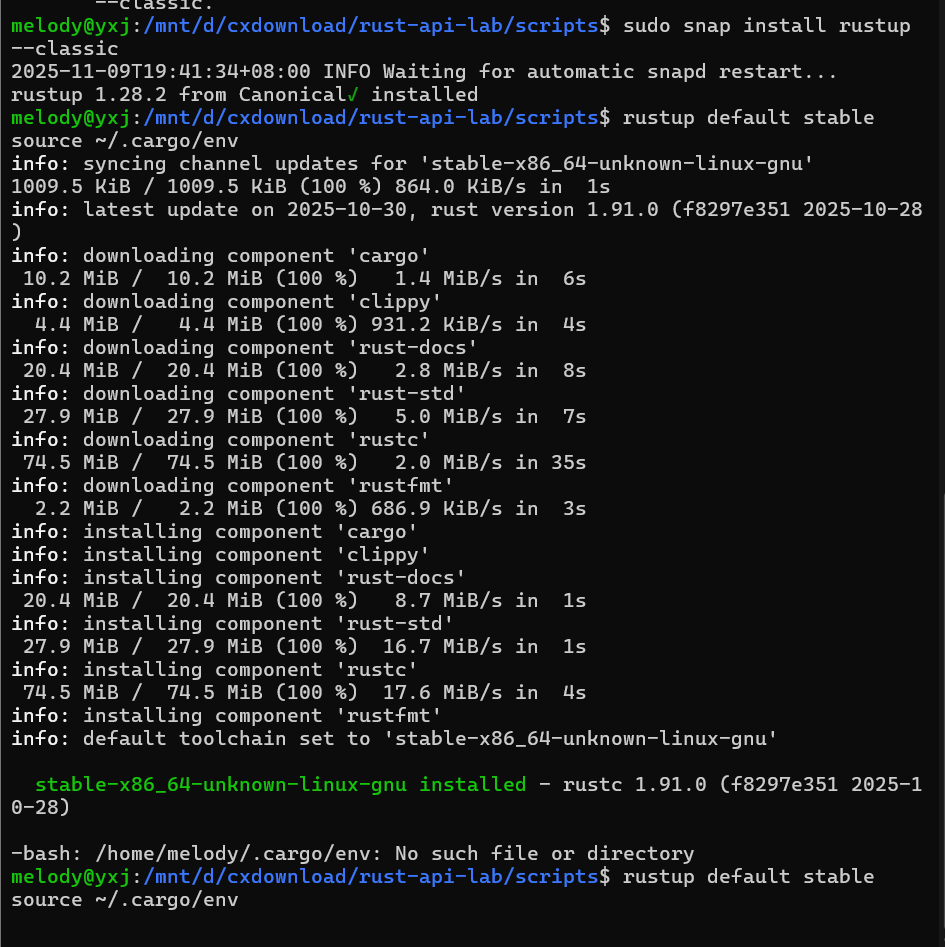 --classic.
melody@yxj:/mnt/d/cxdownload/rust-api-lab/scripts$ sudo snap install rustup
--classic
2025-11-09T19:41:34+08:00 INFO Waiting for automatic snapd restart...
rustup 1.28.2 from Canonical✓ installed
melody@yxj:/mnt/d/cxdownload/rust-api-lab/scripts$ rustup default stable
source ~/.cargo/env
info: syncing channel updates for 'stable-x86_64-unknown-linux-gnu'
1009.5 KiB / 1009.5 KiB (100 %) 864.0 KiB/s in  1s
info: latest update on 2025-10-30, rust version 1.91.0 (f8297e351 2025-10-28
)
info: downloading component 'cargo'
 10.2 MiB /  10.2 MiB (100 %)   1.4 MiB/s in  6s
info: downloading component 'clippy'
  4.4 MiB /   4.4 MiB (100 %) 931.2 KiB/s in  4s
info: downloading component 'rust-docs'
 20.4 MiB /  20.4 MiB (100 %)   2.8 MiB/s in  8s
info: downloading component 'rust-std'
 27.9 MiB /  27.9 MiB (100 %)   5.0 MiB/s in  7s
info: downloading component 'rustc'
 74.5 MiB /  74.5 MiB (100 %)   2.0 MiB/s in 35s
info: downloading component 'rustfmt'
  2.2 MiB /   2.2 MiB (100 %) 686.9 KiB/s in  3s
info: installing component 'cargo'
info: installing component 'clippy'
info: installing component 'rust-docs'
 20.4 MiB /  20.4 MiB (100 %)   8.7 MiB/s in  1s
info: installing component 'rust-std'
 27.9 MiB /  27.9 MiB (100 %)  16.7 MiB/s in  1s
info: installing component 'rustc'
 74.5 MiB /  74.5 MiB (100 %)  17.6 MiB/s in  4s
info: installing component 'rustfmt'
info: default toolchain set to 'stable-x86_64-unknown-linux-gnu'
  stable-x86_64-unknown-linux-gnu installed - rustc 1.91.0 (f8297e351 2025-1
0-28)
-bash: /home/melody/.cargo/env: No such file or directory
melody@yxj:/mnt/d/cxdownload/rust-api-lab/scripts$ rustup default stable
source ~/.cargo/env